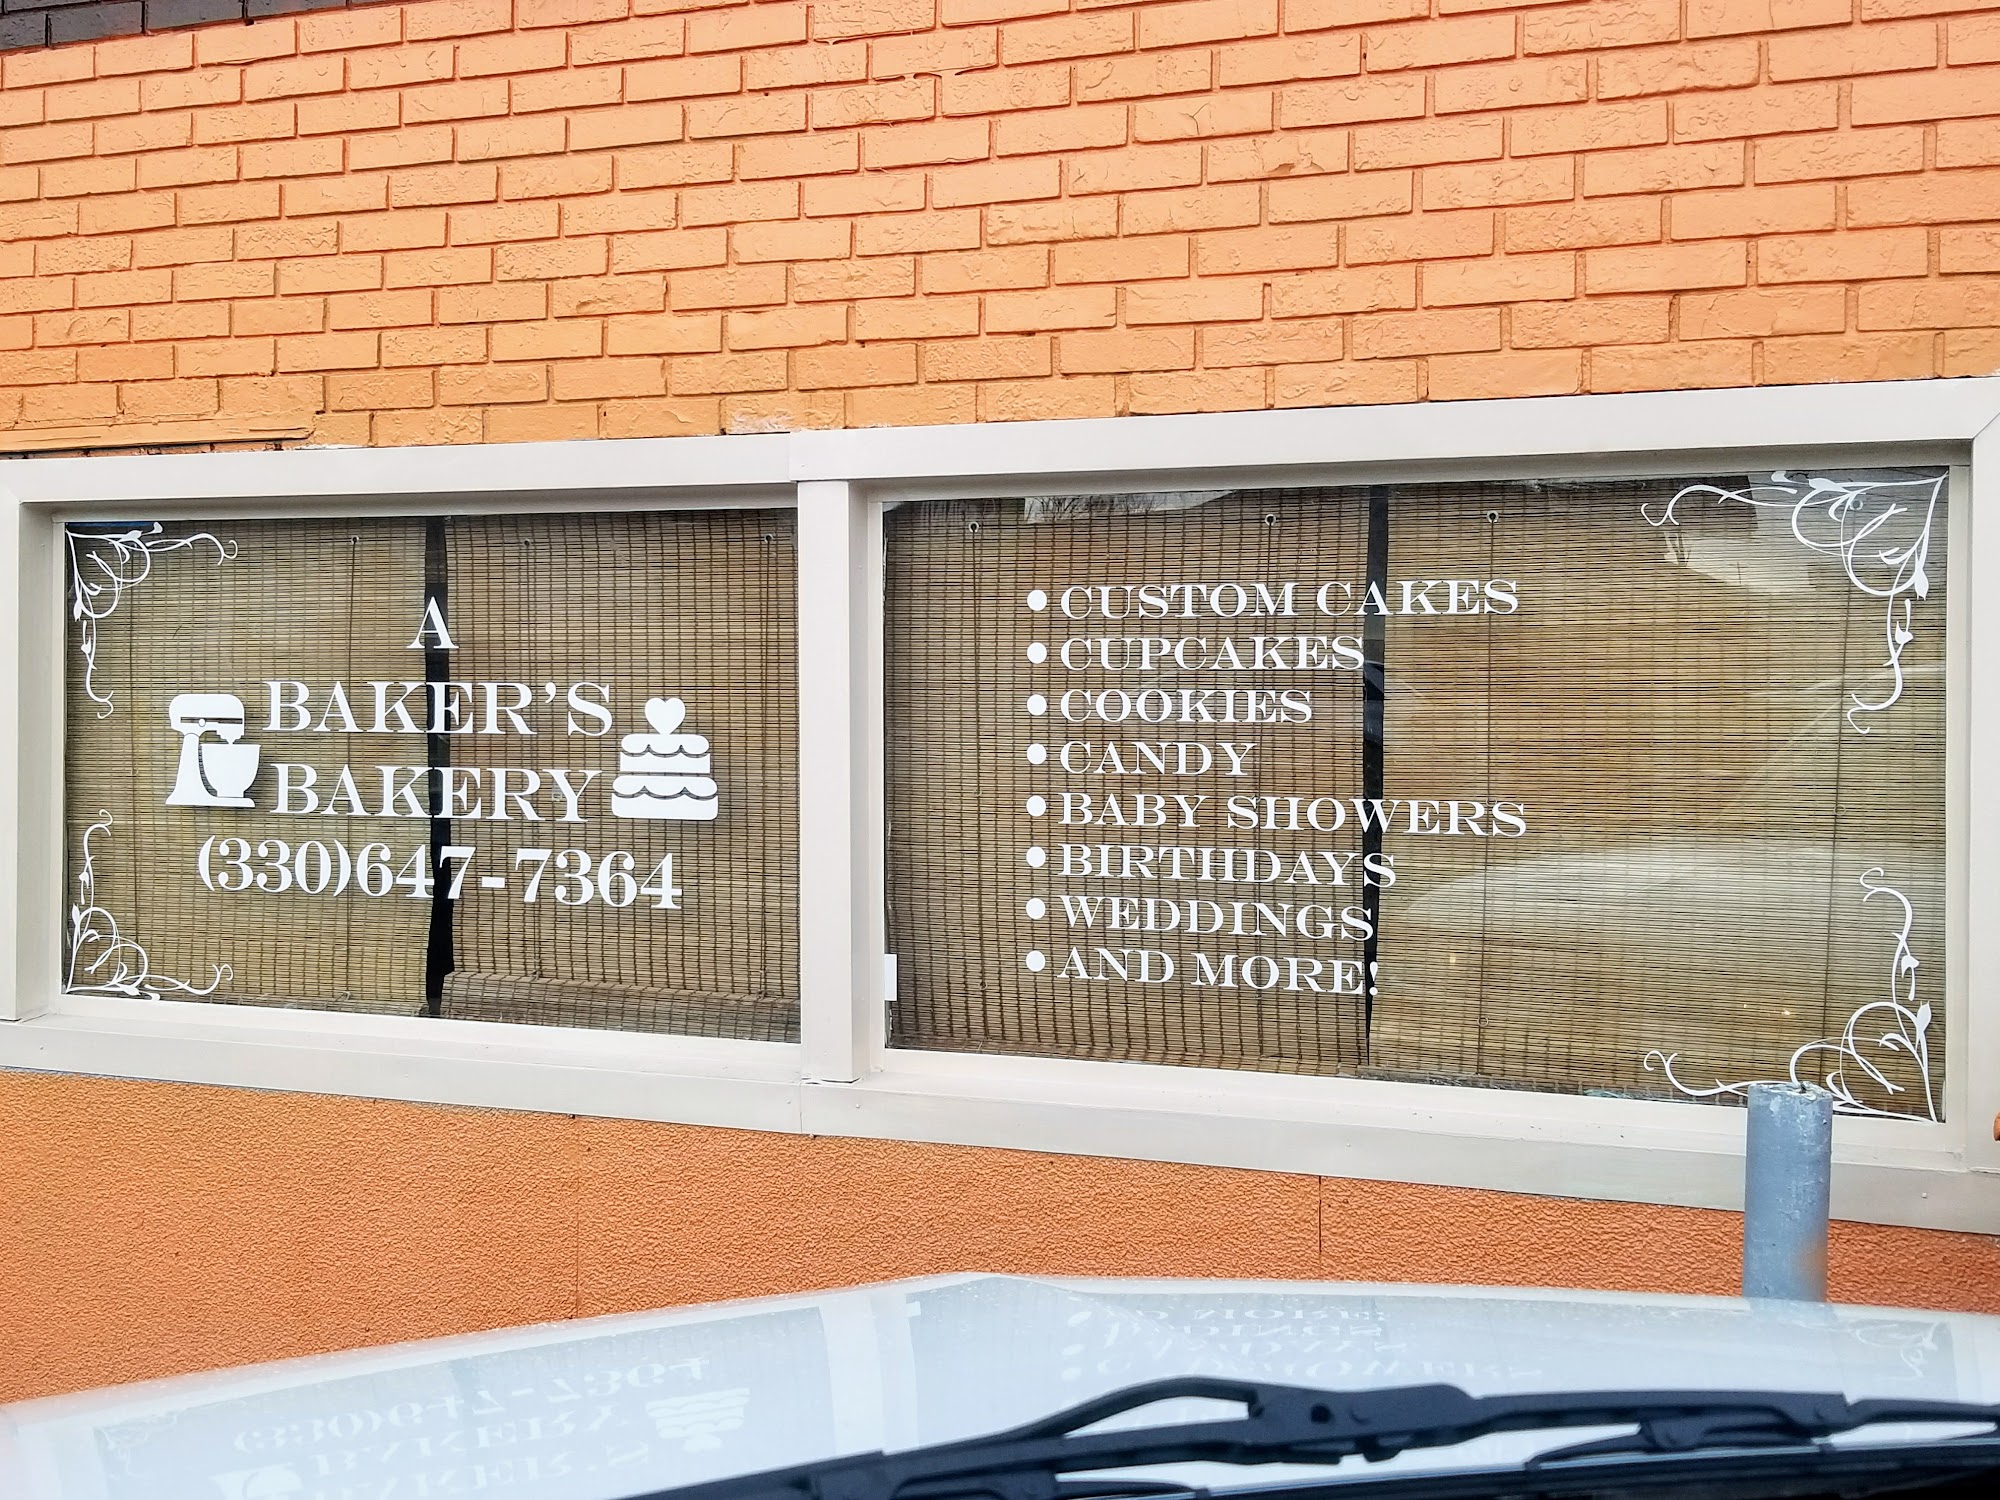 A
BAKER'S
BAKERY
(330)647-7364
• CUSTOM CAKES
• CUPCAKES
• COOKIES
• CANDY
• BABY SHOWERS
• BIRTHDAYS
• WEDDINGS
• AND MORE!